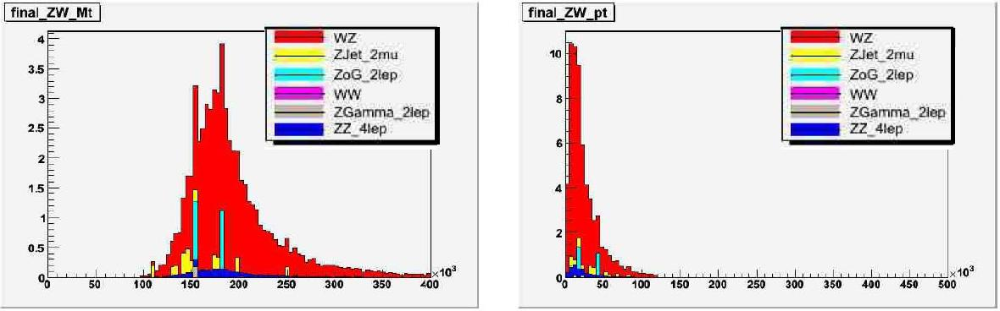 final_ZW_Mt
WZ
ZJet_2mu
ZoG_2lep
WW
ZGamma_2lep
ZZ_4lep
4
3.5
3
2.5
2
1.5
1
0.5
0
0 50 100 150 200 250 300 350 400
×10³
final_ZW_pt
WZ
ZJet_2mu
ZoG_2lep
WW
ZGamma_2lep
ZZ_4lep
10
8
6
4
2
0
0 50 100 150 200 250 300 350 400 450 500
×10³